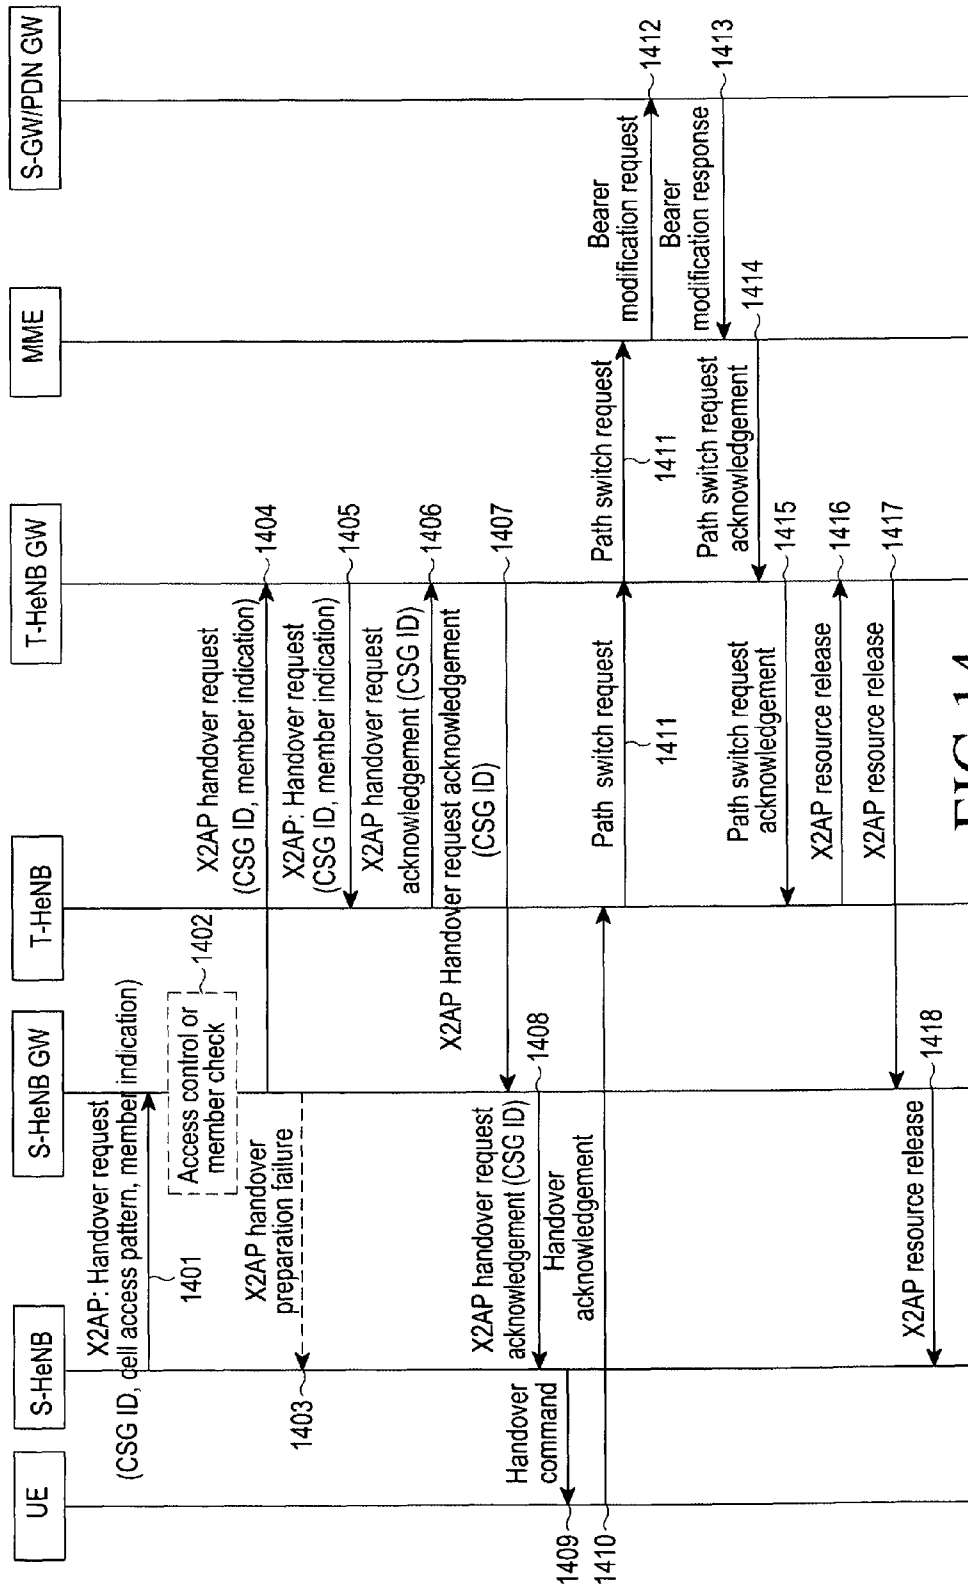 UE
S-HeNB
S-HeNB GW
T-HeNB
T-HeNB GW
MME
S-GW/PDN GW
X2AP: Handover request
(CSG ID, cell access pattern, member indication)
1401
Access control or
member check
1402
X2AP handover request
(CSG ID, member indication)
1404
X2AP handover
preparation failure
1403
X2AP: Handover request
(CSG ID, member indication)
1405
X2AP handover request
acknowledgement (CSG ID)
1406
X2AP Handover request acknowledgement
(CSG ID)
1407
X2AP handover request
acknowledgement (CSG ID)
1408
Handover
command
1409
Handover
acknowledgement
1410
Path switch request
1411
Path switch request
1411
Bearer
modification request
1412
Bearer
modification response
1413
Path switch request
acknowledgement
1414
Path switch request
acknowledgement
1415
X2AP resource release
1416
X2AP resource release
1417
X2AP resource release
1418
FIG.14